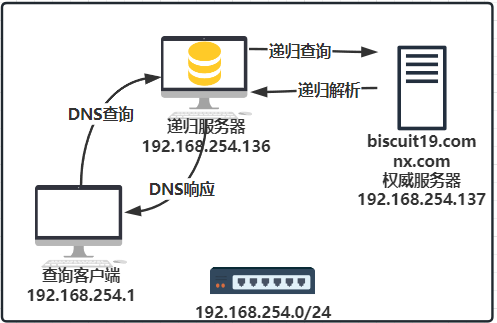 递归查询
递归解析
DNS查询
递归服务器
192.168.254.136
biscuit19.com
nx.com
权威服务器
192.168.254.137
DNS响应
查询客户端
192.168.254.1
192.168.254.0/24